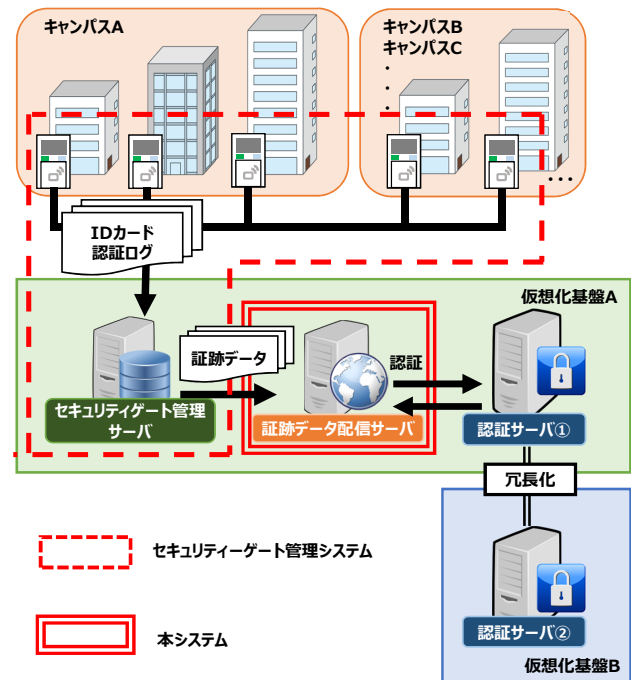 キャンパスA
キャンパスB
キャンパスC
・
・
・
・・・
IDカード
認証ログ
仮想化基盤A
証跡データ
認証
セキュリティゲート管理
サーバ
証跡データ配信サーバ
認証サーバ①
冗長化
セキュリティーゲート管理システム
本システム
認証サーバ②
仮想化基盤B